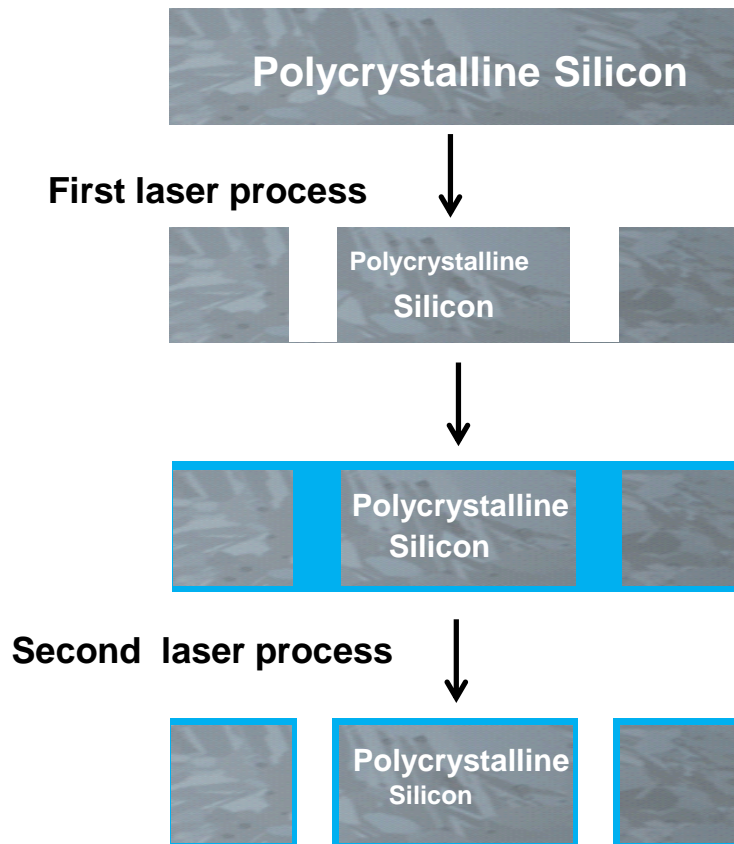 Polycrystalline Silicon
First laser process
Polycrystalline
Silicon
Polycrystalline
Silicon
Second  laser process
Polycrystalline
Silicon